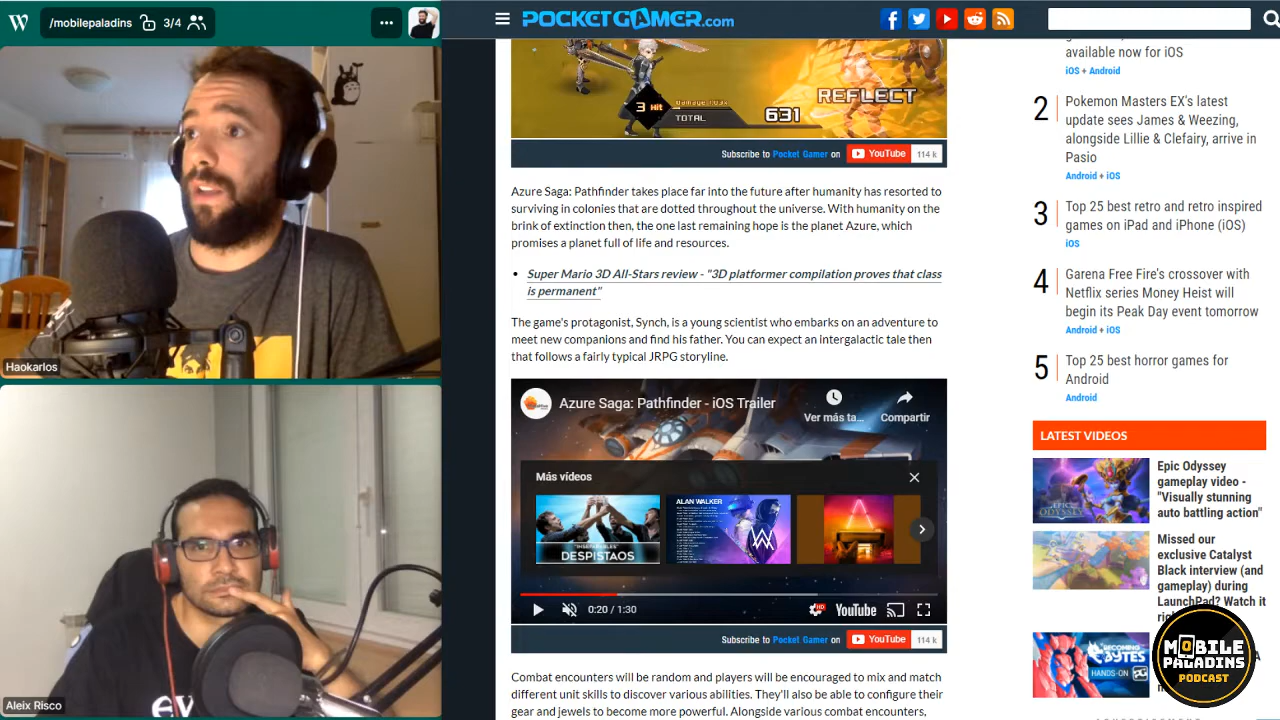 /mobilepaladins 3/4
Haokarlos
Aleix Risco
POCKETGAMER.com
3 Hit
Damage 703%
TOTAL
631
REFLECT
Subscribe to Pocket Gamer on YouTube 114 k
Azure Saga: Pathfinder takes place far into the future after humanity has resorted to
surviving in colonies that are dotted throughout the universe. With humanity on the
brink of extinction then, the one last remaining hope is the planet Azure, which
promises a planet full of life and resources.
• Super Mario 3D All-Stars review - "3D platformer compilation proves that class
is permanent"
The game's protagonist, Synch, is a young scientist who embarks on an adventure to
meet new companions and find his father. You can expect an intergalactic tale then
that follows a fairly typical JRPG storyline.
Azure Saga: Pathfinder - iOS Trailer
Ver más ta...
Compartir
Más vídeos
DESPISTAOS
ALAN WALKER
0:20 / 1:30
HD
YouTube
Subscribe to Pocket Gamer on YouTube 114 k
Combat encounters will be random and players will be encouraged to mix and match
different unit skills to discover various abilities. They'll also be able to configure their
gear and jewels to become more powerful. Alongside various combat encounters,
available now for iOS
iOS + Android
2
Pokemon Masters EX's latest
update sees James & Weezing,
alongside Lillie & Clefairy, arrive in
Pasio
Android + iOS
3
Top 25 best retro and retro inspired
games on iPad and iPhone (iOS)
iOS
4
Garena Free Fire's crossover with
Netflix series Money Heist will
begin its Peak Day event tomorrow
Android + iOS
5
Top 25 best horror games for
Android
Android
LATEST VIDEOS
EPIC
ODYSSEY
Epic Odyssey
gameplay video -
"Visually stunning
auto battling action"
Missed our
exclusive Catalyst
Black interview (and
gameplay) during
LaunchPad? Watch it
BECOMING
BYTES
HANDS-ON
MOBILE
PALADINS
PODCAST